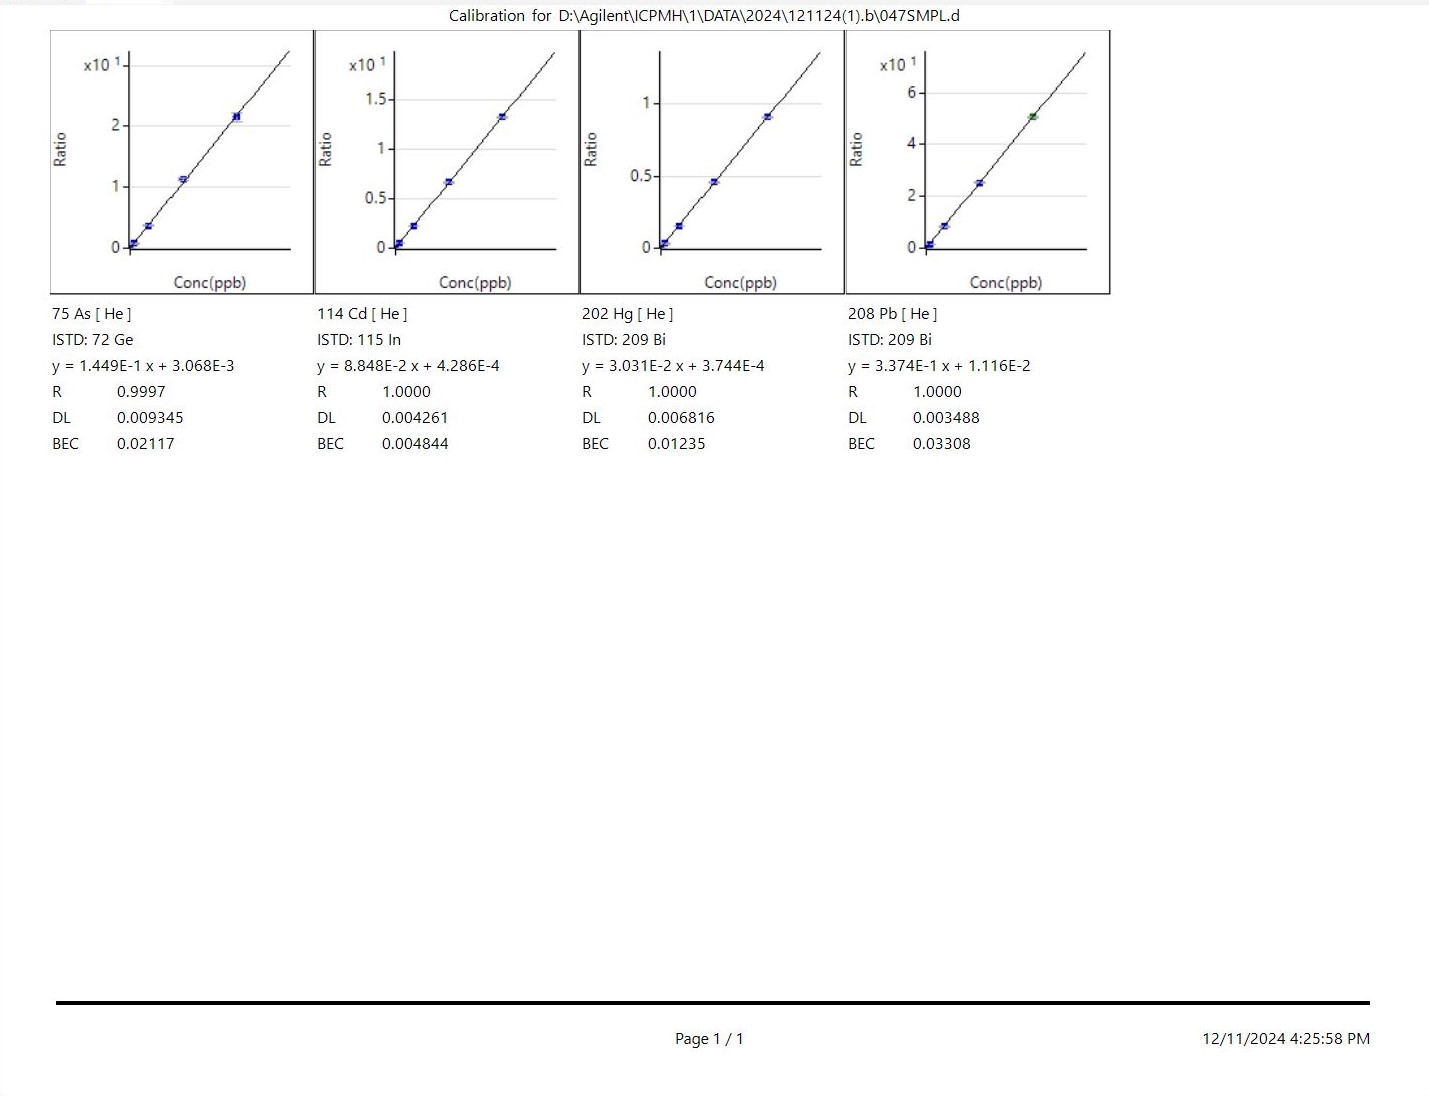 Calibration for D:\Agilent\ICPMH\1\DATA\2024\121124(1).b\047SMPL.d
x10 1
2
1
0
Ratio
Conc(ppb)
75 As [ He ]
ISTD: 72 Ge
y = 1.449E-1 x + 3.068E-3
R 0.9997
DL 0.009345
BEC 0.02117
x10 1
1.5
1
0.5
0
Ratio
Conc(ppb)
114 Cd [ He ]
ISTD: 115 In
y = 8.848E-2 x + 4.286E-4
R 1.0000
DL 0.004261
BEC 0.004844
1
0.5
0
Ratio
Conc(ppb)
202 Hg [ He ]
ISTD: 209 Bi
y = 3.031E-2 x + 3.744E-4
R 1.0000
DL 0.006816
BEC 0.01235
x10 1
6
4
2
0
Ratio
Conc(ppb)
208 Pb [ He ]
ISTD: 209 Bi
y = 3.374E-1 x + 1.116E-2
R 1.0000
DL 0.003488
BEC 0.03308
Page 1 / 1
12/11/2024 4:25:58 PM